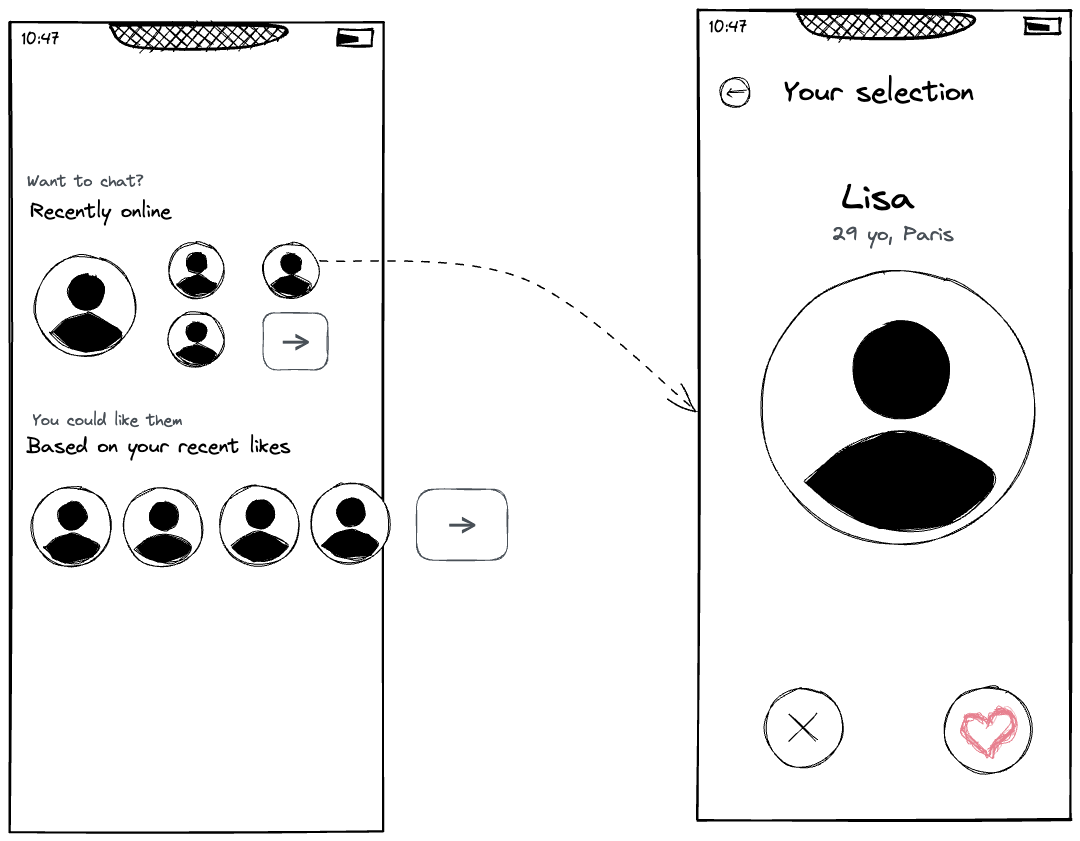 10:47
Want to chat?
Recently online
You could like them
Based on your recent likes
10:47
Your selection
Lisa
29 yo, Paris